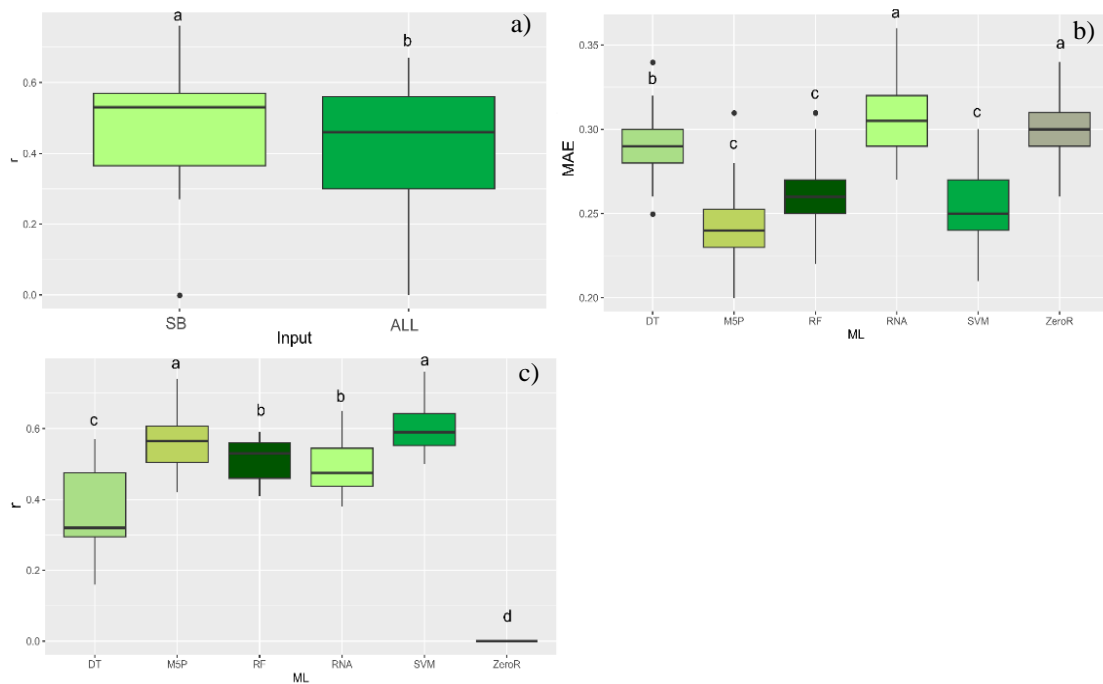 a
a)
b
0.6
0.4
0.2
0.0
r
SB
ALL
Input
b)
a
a
b
c
c
c
0.35
0.30
0.25
0.20
MAE
DT
M5P
RF
RNA
SVM
ZeroR
ML
c)
a
a
b
b
c
d
0.6
0.4
0.2
0.0
r
DT
M5P
RF
RNA
SVM
ZeroR
ML